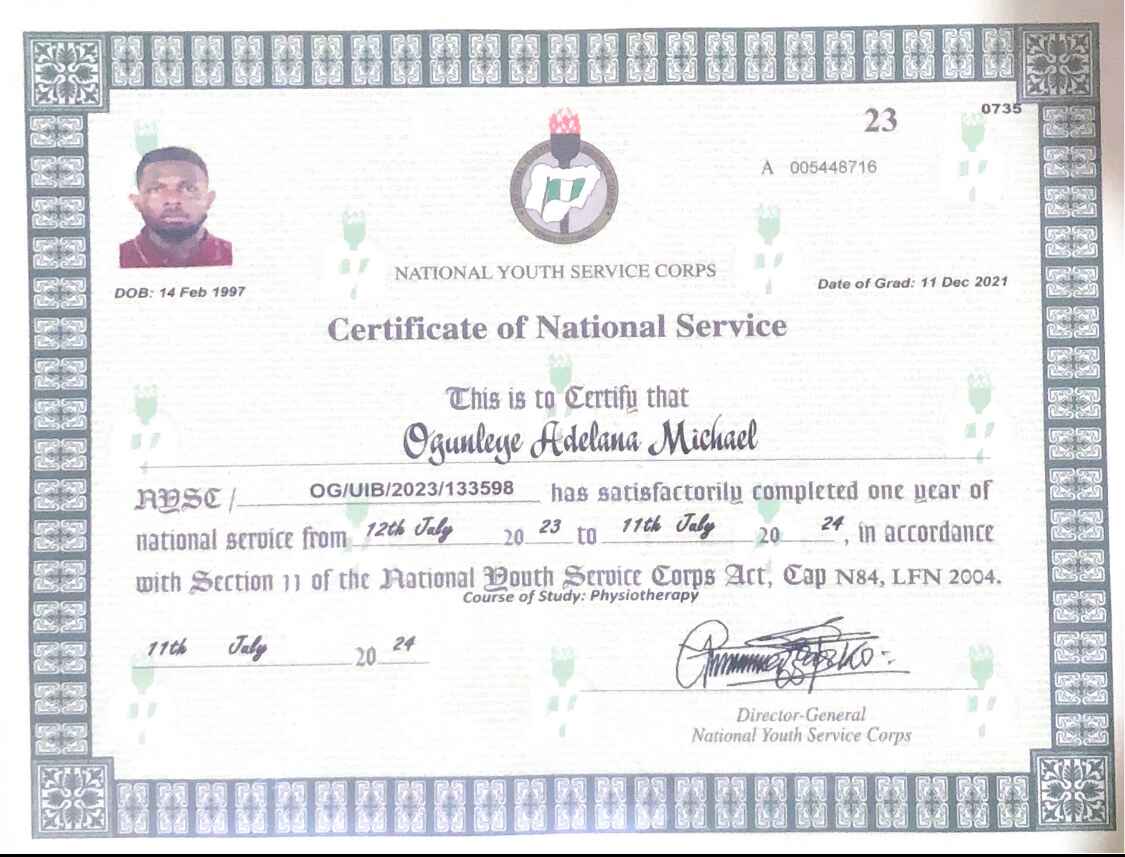 23
0735
A 005448716
NATIONAL YOUTH SERVICE CORPS
DOB: 14 Feb 1997
Date of Grad: 11 Dec 2021
Certificate of National Service
This is to Certify that
Ogunleye Adelana Michael
NYSC / OG/UIB/2023/133598 has satisfactorily completed one year of
national service from 12th July 20 23 to 11th July 20 24, in accordance
with Section 11 of the National Youth Service Corps Act, Cap N84, LFN 2004.
Course of Study: Physiotherapy
11th July 20 24
Director-General
National Youth Service Corps